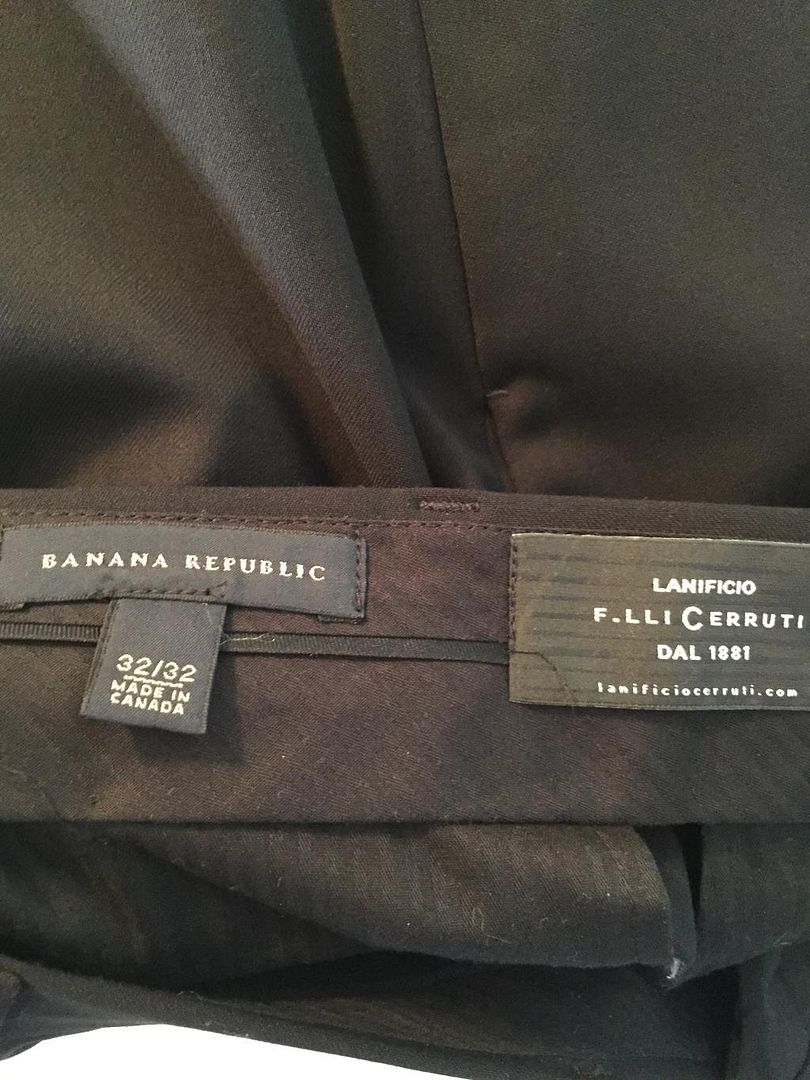 BANANA REPUBLIC
32/32
MADE IN
CANADA
LANIFICIO
F.LLI CERRUTI
DAL 1881
lanificiocerruti.com